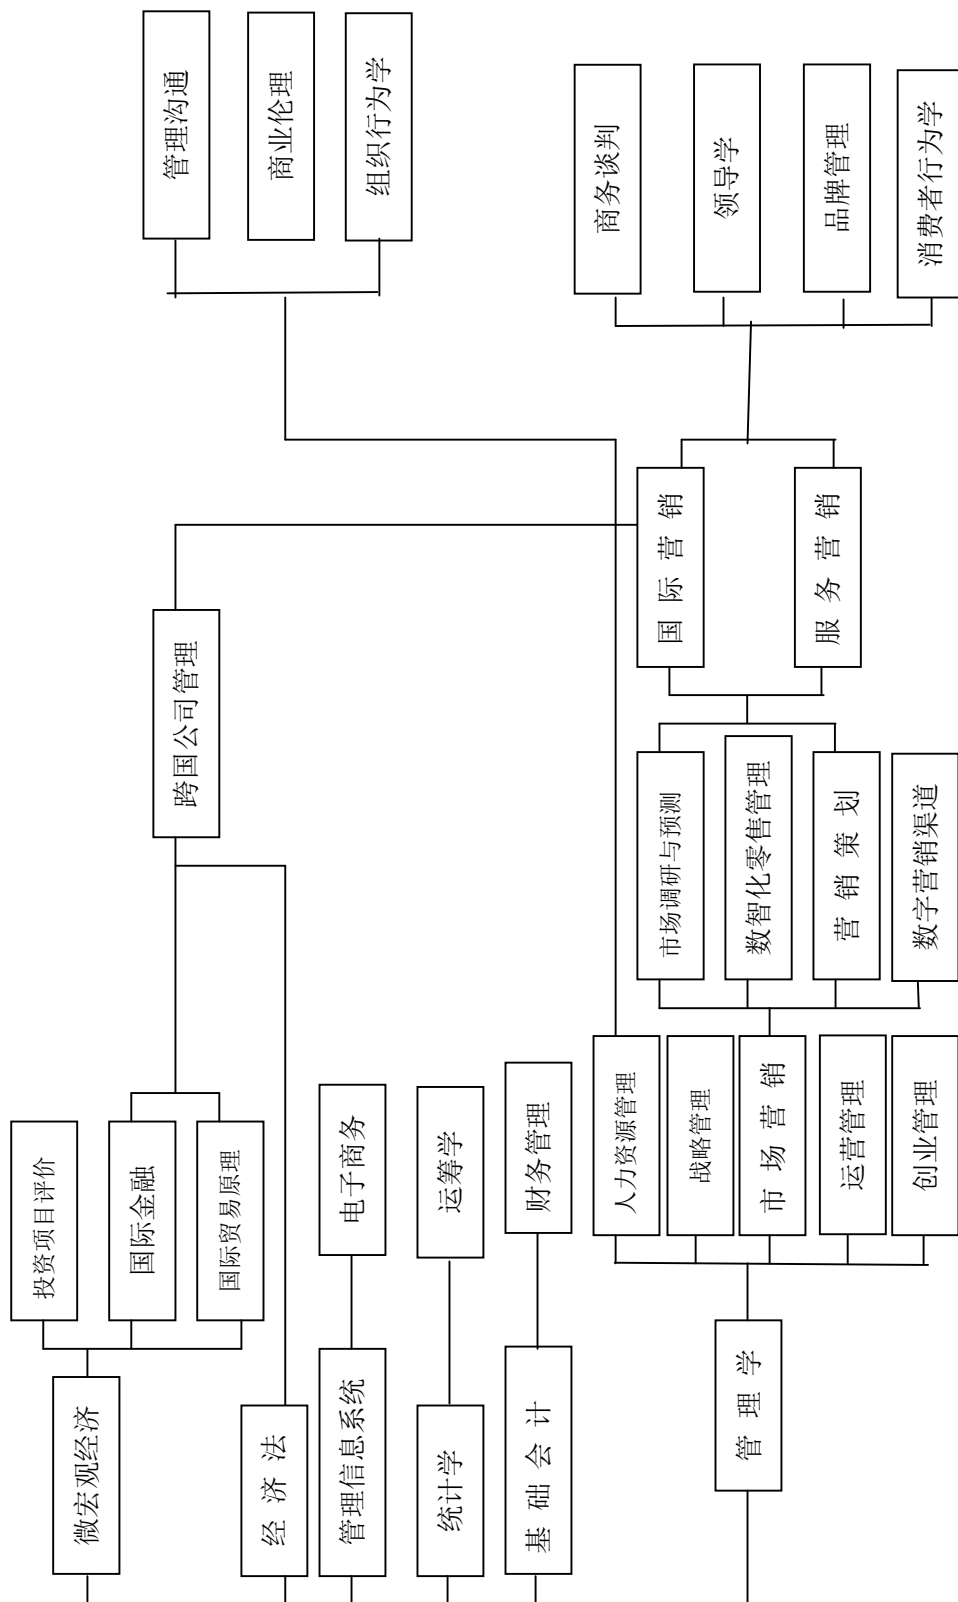 微宏观经济
经济法
管理信息系统
统计学
基础会计
管理学
投资项目评价
国际金融
国际贸易原理
电子商务
运筹学
财务管理
人力资源管理
战略管理
市场营销
运营管理
创业管理
跨国公司管理
市场调研与预测
数智化零售管理
营销策划
数字营销渠道
国际营销
服务营销
管理沟通
商业伦理
组织行为学
商务谈判
领导学
品牌管理
消费者行为学